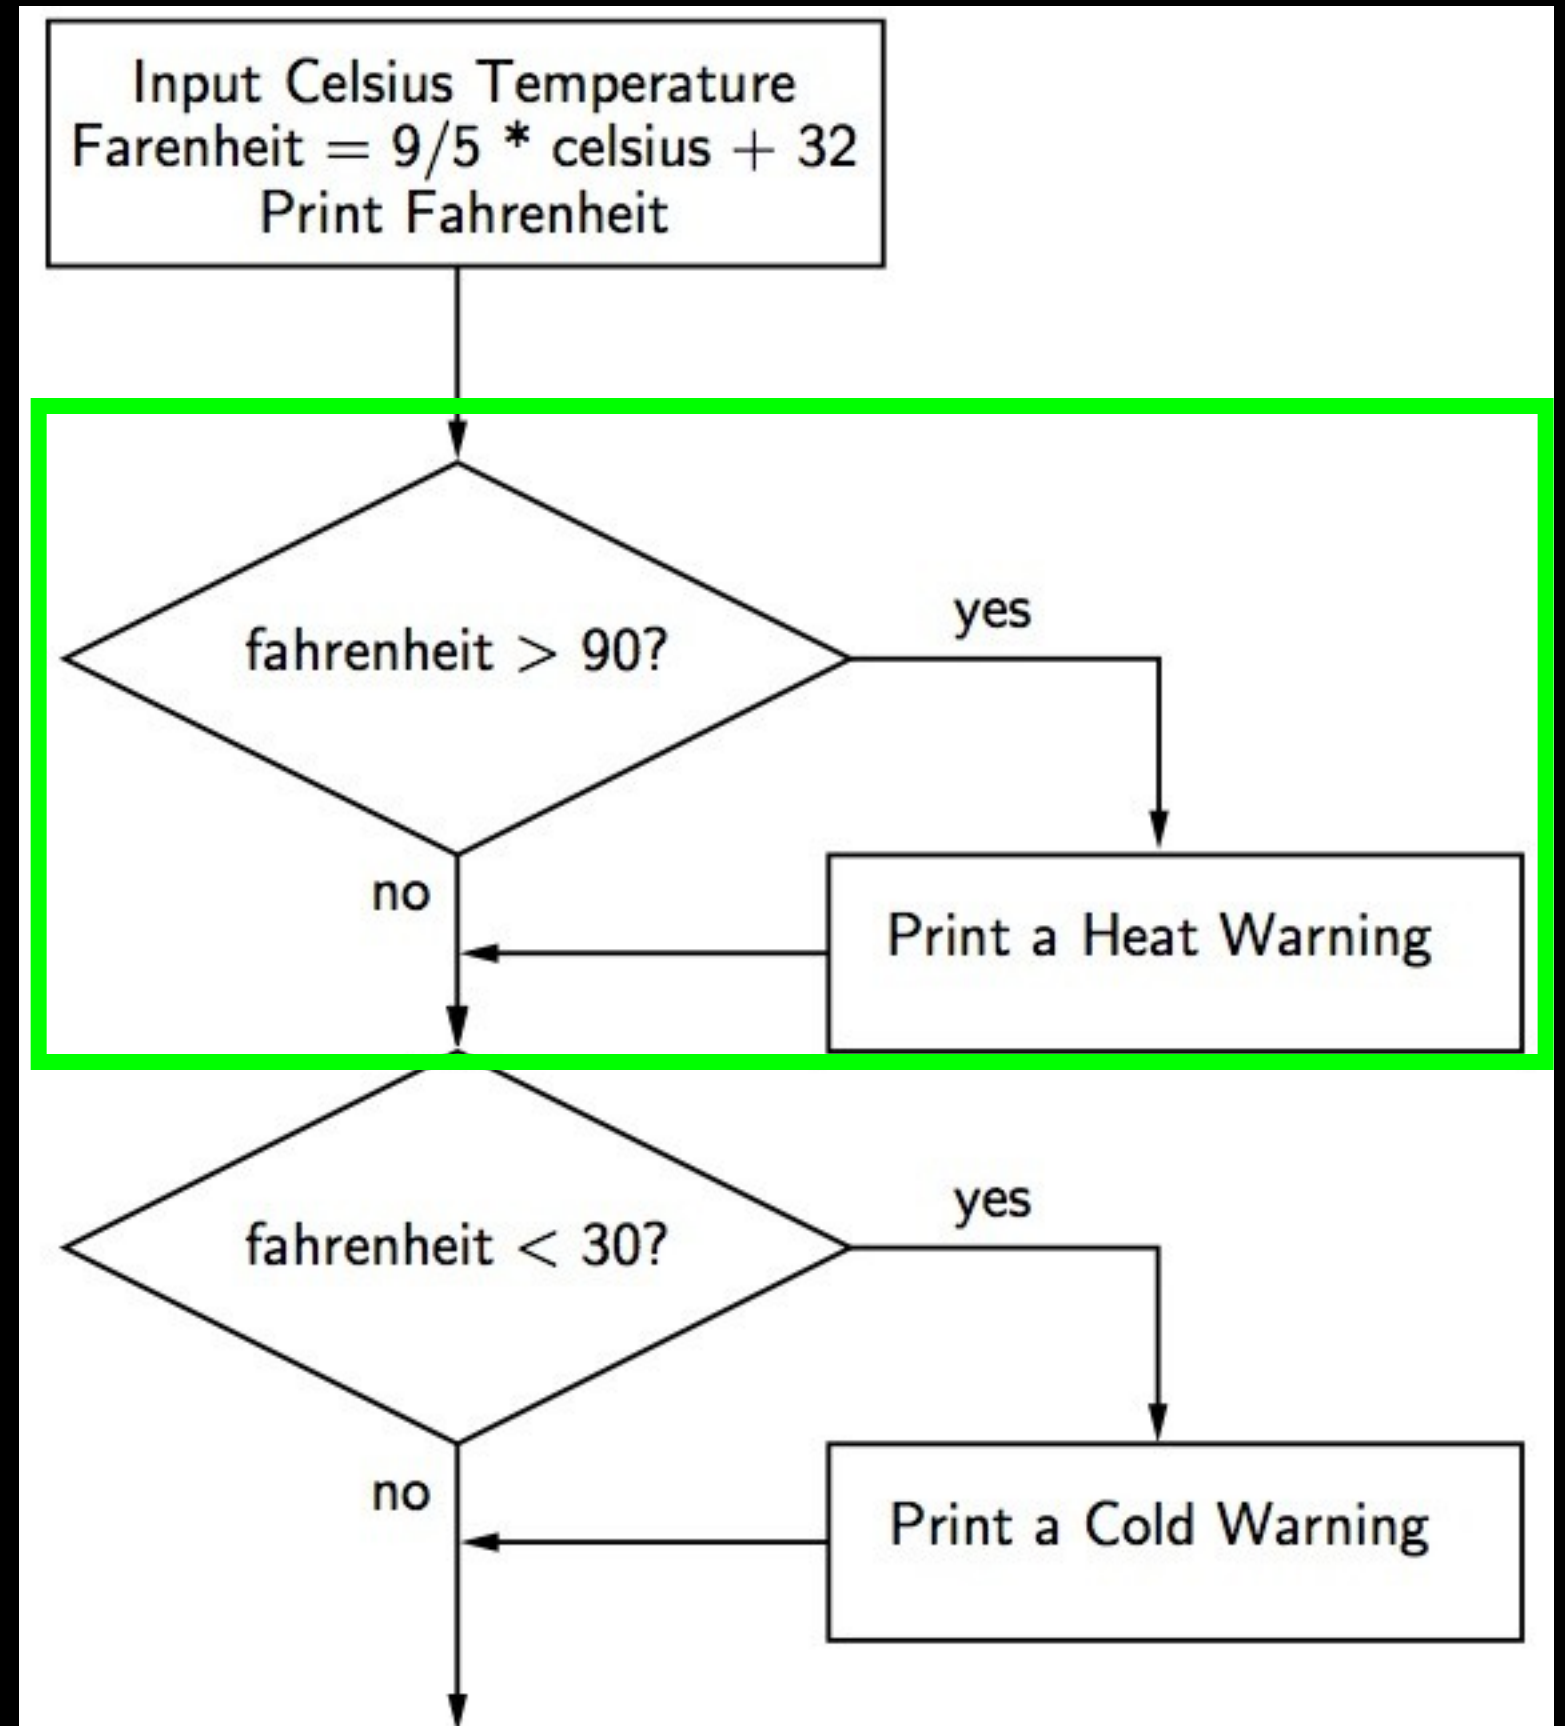 Input Celsius Temperature
Farenheit = 9/5 * celsius + 32
Print Fahrenheit
fahrenheit > 90?
yes
no
Print a Heat Warning
fahrenheit < 30?
yes
no
Print a Cold Warning